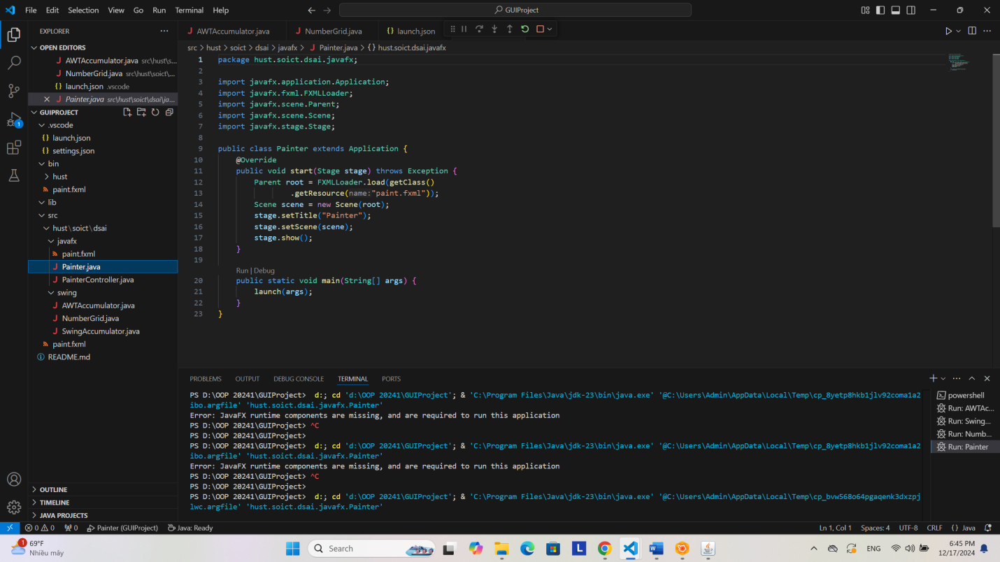 File Edit Selection View Go Run Terminal Help
GUIProject
EXPLORER
OPEN EDITORS
AWTAccumulator.java src\hust\s...
NumberGrid.java src\hust\soict\...
launch.json .vscode
Painter.java src\hust\soict\dsai\ja...
GUIPROJECT
.vscode
launch.json
settings.json
bin
hust
paint.fxml
lib
src
hust\soict\dsai
javafx
paint.fxml
Painter.java
PainterController.java
swing
AWTAccumulator.java
NumberGrid.java
SwingAccumulator.java
paint.fxml
README.md
OUTLINE
TIMELINE
JAVA PROJECTS
1
AWTAccumulator.java NumberGrid.java launch.json
src > hust > soict > dsai > javafx > Painter.java > {} hust.soict.dsai.javafx
1 package hust.soict.dsai.javafx;
2
3 import javafx.application.Application;
4 import javafx.fxml.FXMLLoader;
5 import javafx.scene.Parent;
6 import javafx.scene.Scene;
7 import javafx.stage.Stage;
8
9 public class Painter extends Application {
10 @Override
11 public void start(Stage stage) throws Exception {
12 Parent root = FXMLLoader.load(getClass()
13 .getResource(name:"paint.fxml"));
14 Scene scene = new Scene(root);
15 stage.setTitle("Painter");
16 stage.setScene(scene);
17 stage.show();
18 }
19
Run | Debug
20 public static void main(String[] args) {
21 launch(args);
22 }
23 }
PROBLEMS OUTPUT DEBUG CONSOLE TERMINAL PORTS
PS D:\OOP 20241\GUIProject> d:; cd 'd:\OOP 20241\GUIProject'; & 'C:\Program Files\Java\jdk-23\bin\java.exe' '@C:\Users\Admin\AppData\Local\Temp\cp_8yetp8hkb1jlv92coma1a2
ibo.argfile' 'hust.soict.dsai.javafx.Painter'
Error: JavaFX runtime components are missing, and are required to run this application
PS D:\OOP 20241\GUIProject> ^C
PS D:\OOP 20241\GUIProject>
PS D:\OOP 20241\GUIProject> d:; cd 'd:\OOP 20241\GUIProject'; & 'C:\Program Files\Java\jdk-23\bin\java.exe' '@C:\Users\Admin\AppData\Local\Temp\cp_8yetp8hkb1jlv92coma1a2
ibo.argfile' 'hust.soict.dsai.javafx.Painter'
Error: JavaFX runtime components are missing, and are required to run this application
PS D:\OOP 20241\GUIProject> ^C
PS D:\OOP 20241\GUIProject>
PS D:\OOP 20241\GUIProject> d:; cd 'd:\OOP 20241\GUIProject'; & 'C:\Program Files\Java\jdk-23\bin\java.exe' '@C:\Users\Admin\AppData\Local\Temp\cp_bvw568o64pgaqenk3dxzpj
lwc.argfile' 'hust.soict.dsai.javafx.Painter'
powershell
Run: AWTAc...
Run: Swing...
Run: Numb...
Run: Painter
0 0 0 Painter (GUIProject) Java: Ready
Ln 1, Col 1 Spaces: 4 UTF-8 CRLF {} Java
1
69°F
Nhiều mây
Search
ENG
6:45 PM
12/17/2024